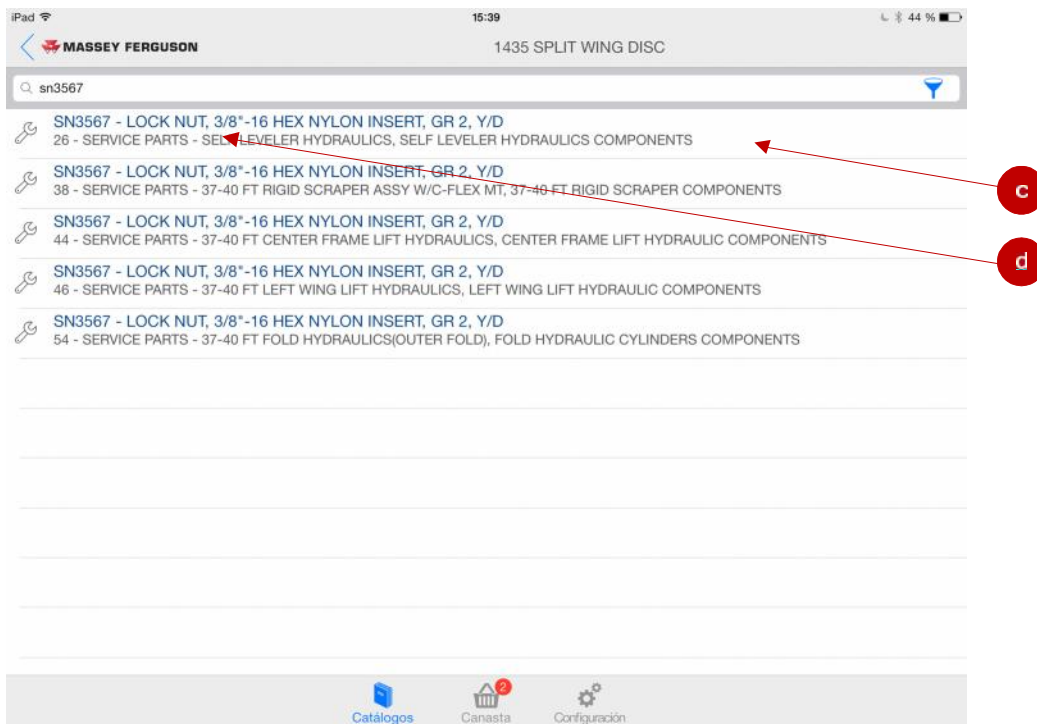 iPad 15:39 44 %
MASSEY FERGUSON 1435 SPLIT WING DISC
sn3567
SN3567 - LOCK NUT, 3/8"-16 HEX NYLON INSERT, GR 2, Y/D
26 - SERVICE PARTS - SELF LEVELER HYDRAULICS, SELF LEVELER HYDRAULICS COMPONENTS
c
SN3567 - LOCK NUT, 3/8"-16 HEX NYLON INSERT, GR 2, Y/D
38 - SERVICE PARTS - 37-40 FT RIGID SCRAPER ASSY W/C-FLEX MT, 37-40 FT RIGID SCRAPER COMPONENTS
SN3567 - LOCK NUT, 3/8"-16 HEX NYLON INSERT, GR 2, Y/D
44 - SERVICE PARTS - 37-40 FT CENTER FRAME LIFT HYDRAULICS, CENTER FRAME LIFT HYDRAULIC COMPONENTS
d
SN3567 - LOCK NUT, 3/8"-16 HEX NYLON INSERT, GR 2, Y/D
46 - SERVICE PARTS - 37-40 FT LEFT WING LIFT HYDRAULICS, LEFT WING LIFT HYDRAULIC COMPONENTS
SN3567 - LOCK NUT, 3/8"-16 HEX NYLON INSERT, GR 2, Y/D
54 - SERVICE PARTS - 37-40 FT FOLD HYDRAULICS(OUTER FOLD), FOLD HYDRAULIC CYLINDERS COMPONENTS
2
Catálogos Canasta Configuración